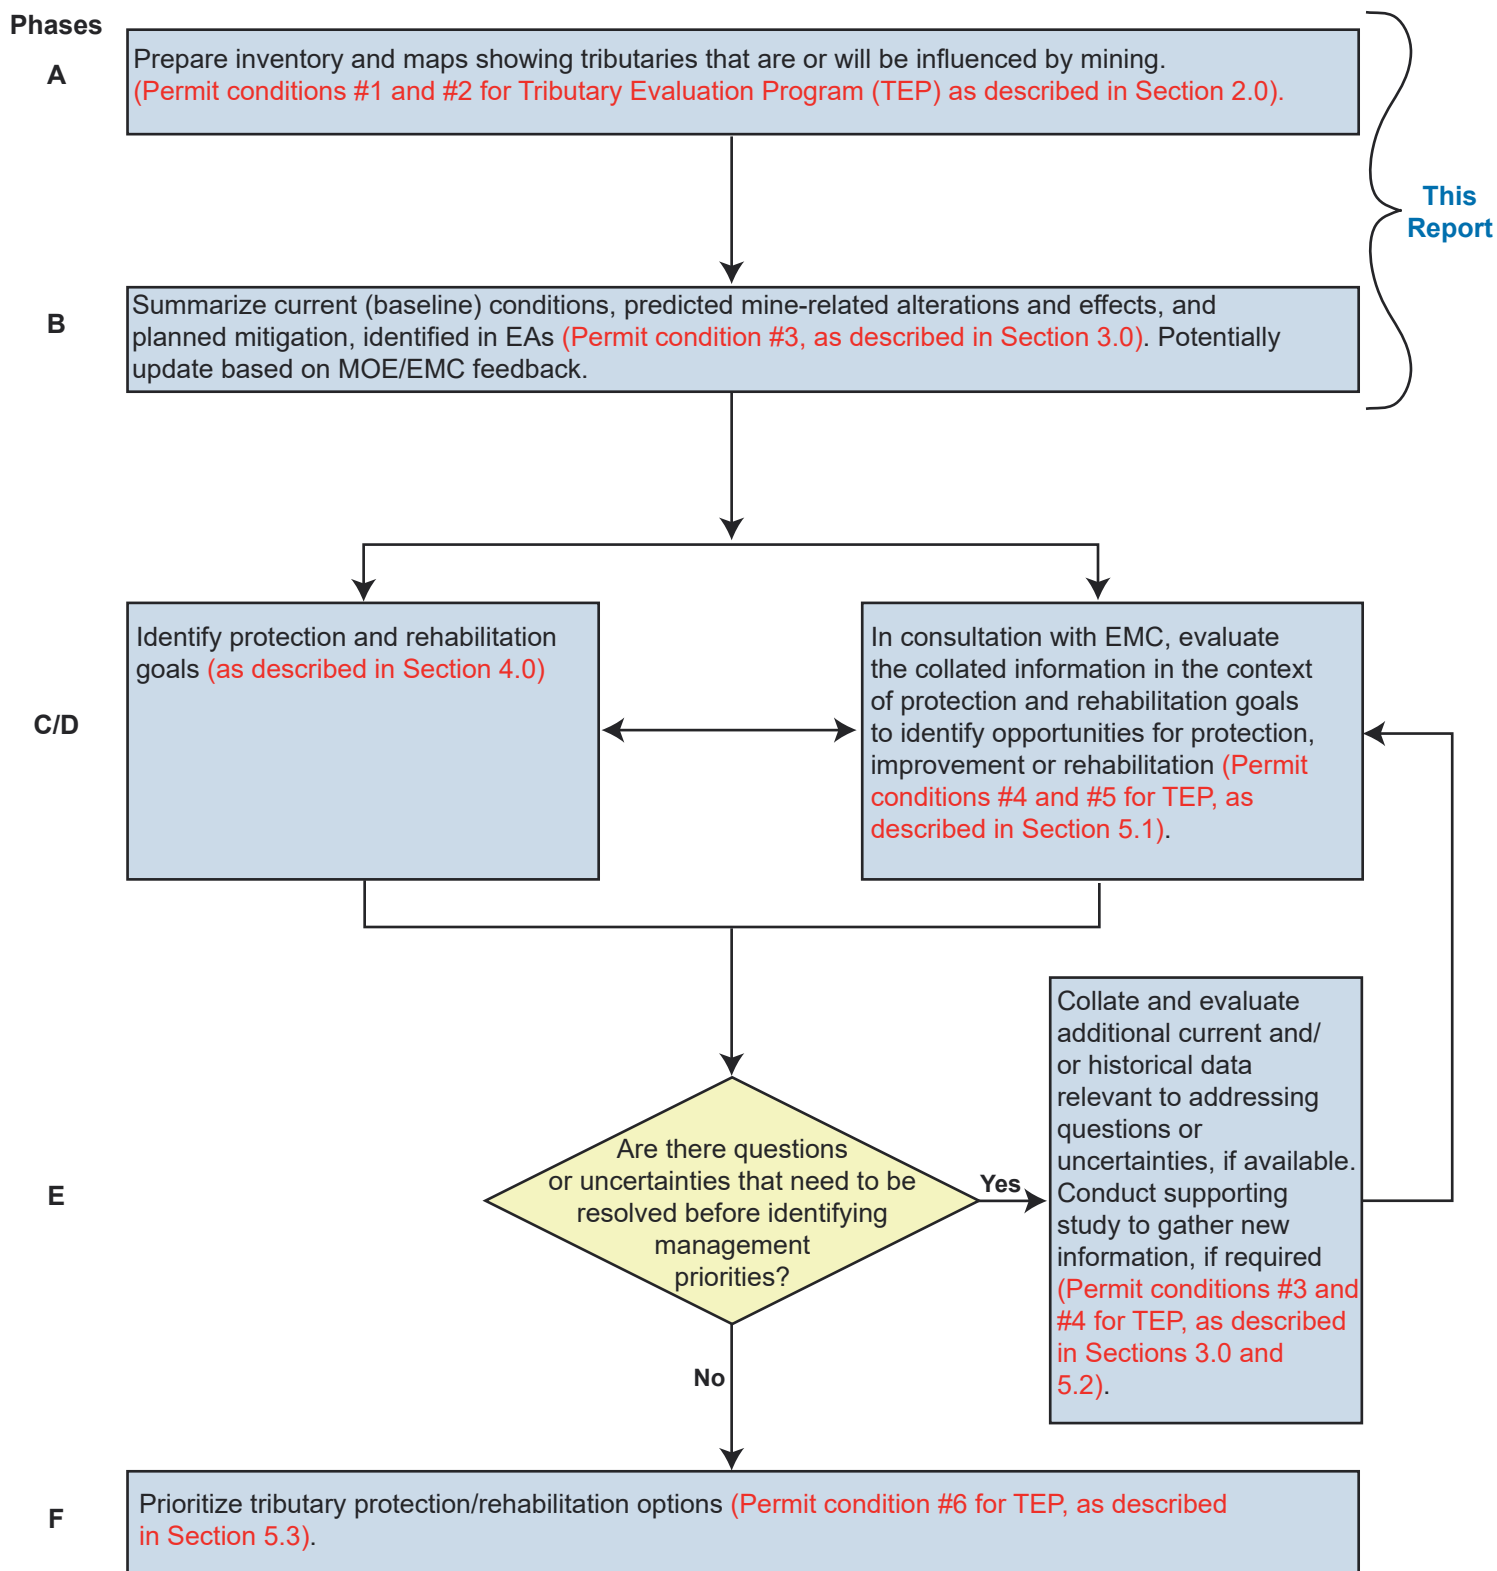 Phases
A
Prepare inventory and maps showing tributaries that are or will be influenced by mining.
(Permit conditions #1 and #2 for Tributary Evaluation Program (TEP) as described in Section 2.0).
This
Report
B
Summarize current (baseline) conditions, predicted mine-related alterations and effects, and
planned mitigation, identified in EAs (Permit condition #3, as described in Section 3.0). Potentially
update based on MOE/EMC feedback.
C/D
Identify protection and rehabilitation
goals (as described in Section 4.0)
In consultation with EMC, evaluate
the collated information in the context
of protection and rehabilitation goals
to identify opportunities for protection,
improvement or rehabilitation (Permit
conditions #4 and #5 for TEP, as
described in Section 5.1).
E
Are there questions
or uncertainties that need to be
resolved before identifying
management
priorities?
Yes
Collate and evaluate
additional current and/
or historical data
relevant to addressing
questions or
uncertainties, if available.
Conduct supporting
study to gather new
information, if required
(Permit conditions #3 and
#4 for TEP, as described
in Sections 3.0 and
5.2).
No
F
Prioritize tributary protection/rehabilitation options (Permit condition #6 for TEP, as described
in Section 5.3).